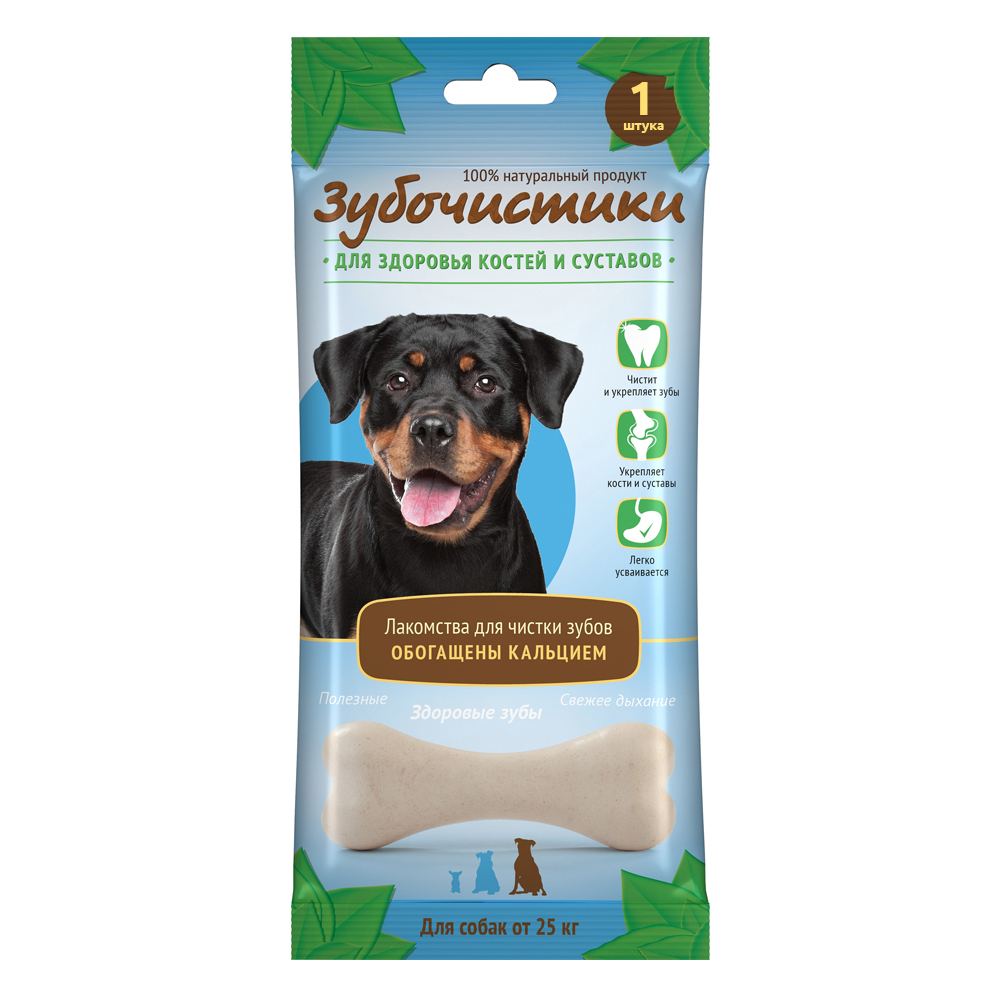 1
штука
100% натуральный продукт
Зубочистики
• ДЛЯ ЗДОРОВЬЯ КОСТЕЙ И СУСТАВОВ •
Чистит
и укрепляет зубы
Укрепляет
кости и суставы
Легко
усваивается
Лакомства для чистки зубов
ОБОГАЩЕНЫ КАЛЬЦИЕМ
Полезные
Здоровые зубы
Свежее дыхание
Для собак от 25 кг